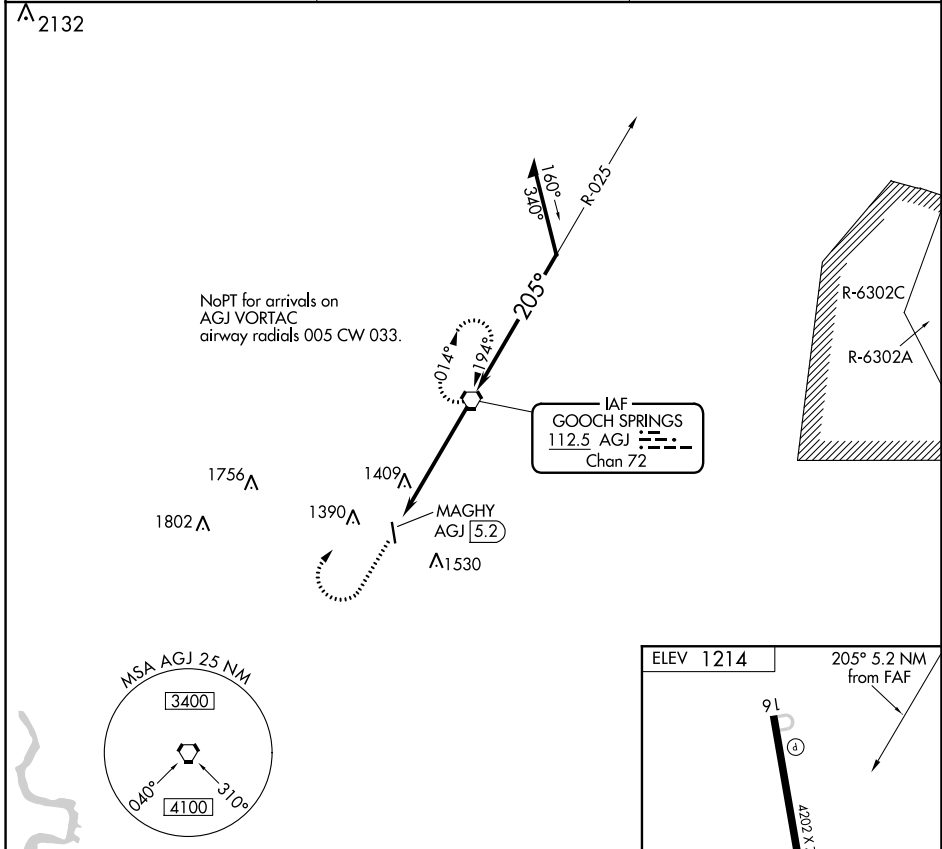 2132
160°
340°
R-025
205°
NoPT for arrivals on
AGJ VORTAC
airway radials 005 CW 033.
R-6302C
R-6302A
014°
194°
IAF
GOOCH SPRINGS
112.5 AGJ
Chan 72
1756
1409
1802
1390
MAGHY
AGJ 5.2
1530
MSA AGJ 25 NM
3400
040°
310°
4100
ELEV 1214
205° 5.2 NM
from FAF
16
P
4202 X